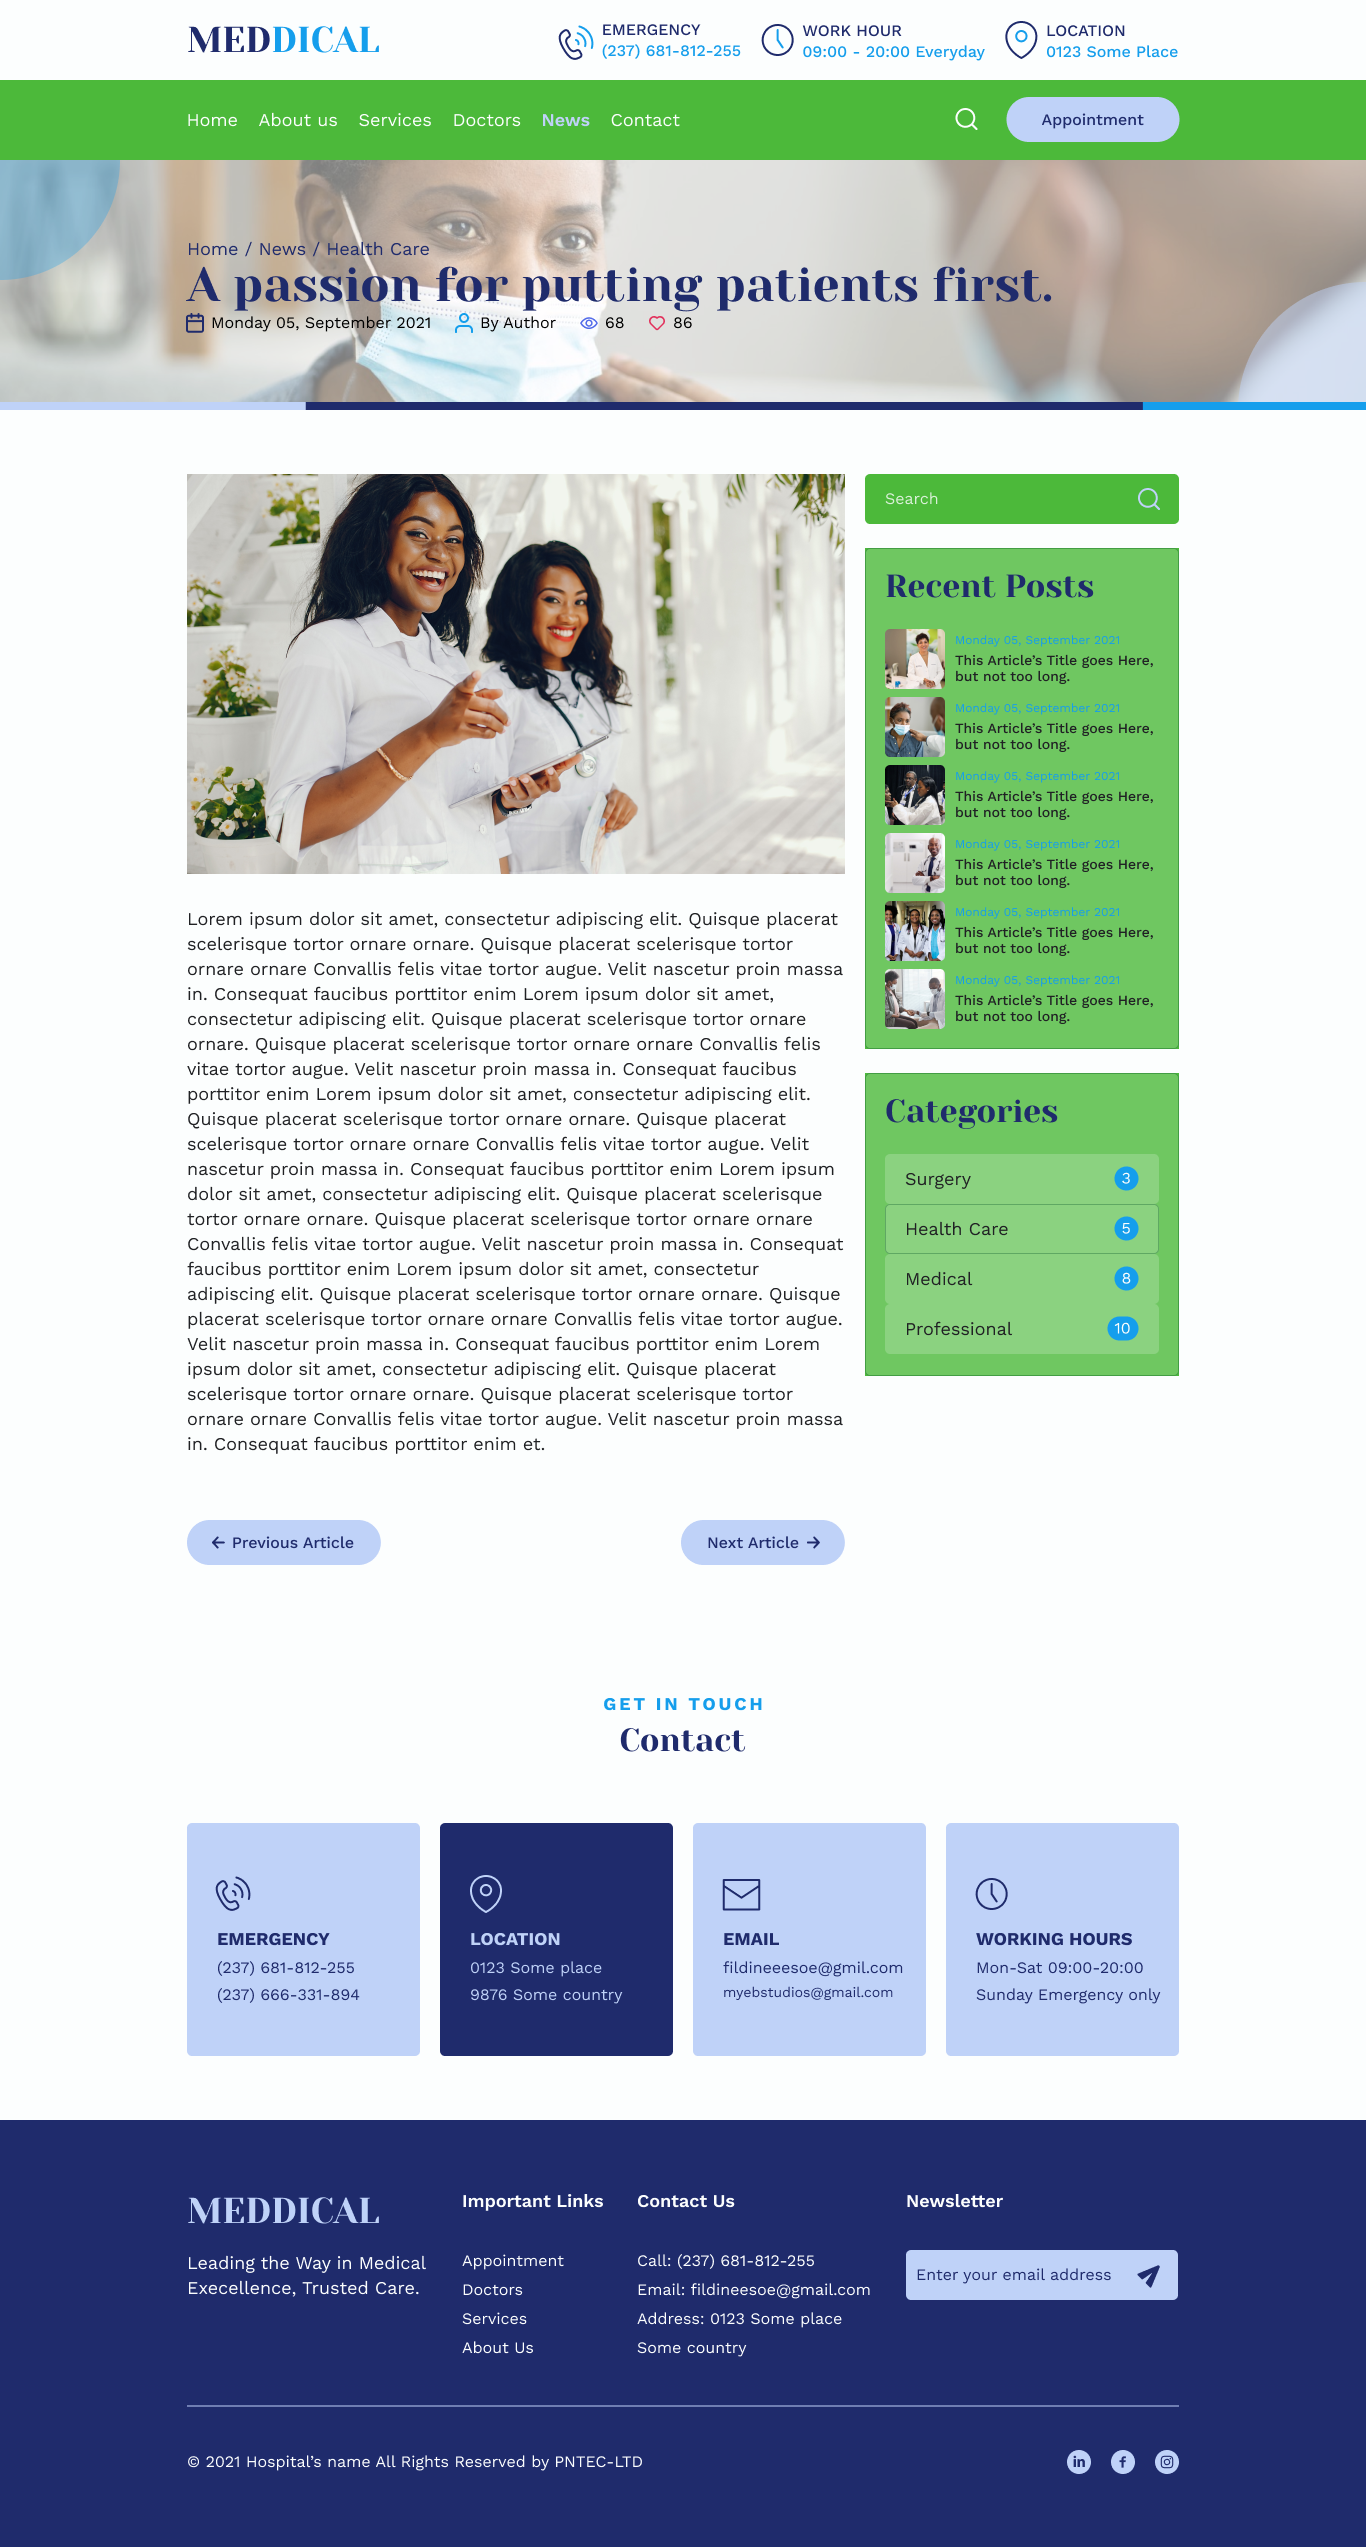 MEDDICAL
EMERGENCY
(237) 681-812-255
WORK HOUR
09:00 - 20:00 Everyday
LOCATION
0123 Some Place
Home About us Services Doctors News Contact
Appointment
Home / News / Health Care
A passion for putting patients first.
Monday 05, September 2021 By Author 68 86
Lorem ipsum dolor sit amet, consectetur adipiscing elit. Quisque placerat
scelerisque tortor ornare ornare. Quisque placerat scelerisque tortor
ornare ornare Convallis felis vitae tortor augue. Velit nascetur proin massa
in. Consequat faucibus porttitor enim Lorem ipsum dolor sit amet,
consectetur adipiscing elit. Quisque placerat scelerisque tortor ornare
ornare. Quisque placerat scelerisque tortor ornare ornare Convallis felis
vitae tortor augue. Velit nascetur proin massa in. Consequat faucibus
porttitor enim Lorem ipsum dolor sit amet, consectetur adipiscing elit.
Quisque placerat scelerisque tortor ornare ornare. Quisque placerat
scelerisque tortor ornare ornare Convallis felis vitae tortor augue. Velit
nascetur proin massa in. Consequat faucibus porttitor enim Lorem ipsum
dolor sit amet, consectetur adipiscing elit. Quisque placerat scelerisque
tortor ornare ornare. Quisque placerat scelerisque tortor ornare ornare
Convallis felis vitae tortor augue. Velit nascetur proin massa in. Consequat
faucibus porttitor enim Lorem ipsum dolor sit amet, consectetur
adipiscing elit. Quisque placerat scelerisque tortor ornare ornare. Quisque
placerat scelerisque tortor ornare ornare Convallis felis vitae tortor augue.
Velit nascetur proin massa in. Consequat faucibus porttitor enim Lorem
ipsum dolor sit amet, consectetur adipiscing elit. Quisque placerat
scelerisque tortor ornare ornare. Quisque placerat scelerisque tortor
ornare ornare Convallis felis vitae tortor augue. Velit nascetur proin massa
in. Consequat faucibus porttitor enim et.
← Previous Article
Next Article →
Search
Recent Posts
Monday 05, September 2021
This Article’s Title goes Here,
but not too long.
Monday 05, September 2021
This Article’s Title goes Here,
but not too long.
Monday 05, September 2021
This Article’s Title goes Here,
but not too long.
Monday 05, September 2021
This Article’s Title goes Here,
but not too long.
Monday 05, September 2021
This Article’s Title goes Here,
but not too long.
Monday 05, September 2021
This Article’s Title goes Here,
but not too long.
Categories
Surgery 3
Health Care 5
Medical 8
Professional 10
GET IN TOUCH
Contact
EMERGENCY
(237) 681-812-255
(237) 666-331-894
LOCATION
0123 Some place
9876 Some country
EMAIL
fildineeesoe@gmil.com
myebstudios@gmail.com
WORKING HOURS
Mon-Sat 09:00-20:00
Sunday Emergency only
MEDDICAL
Leading the Way in Medical
Execellence, Trusted Care.
Important Links
Appointment
Doctors
Services
About Us
Contact Us
Call: (237) 681-812-255
Email: fildineesoe@gmail.com
Address: 0123 Some place
Some country
Newsletter
Enter your email address
© 2021 Hospital’s name All Rights Reserved by PNTEC-LTD